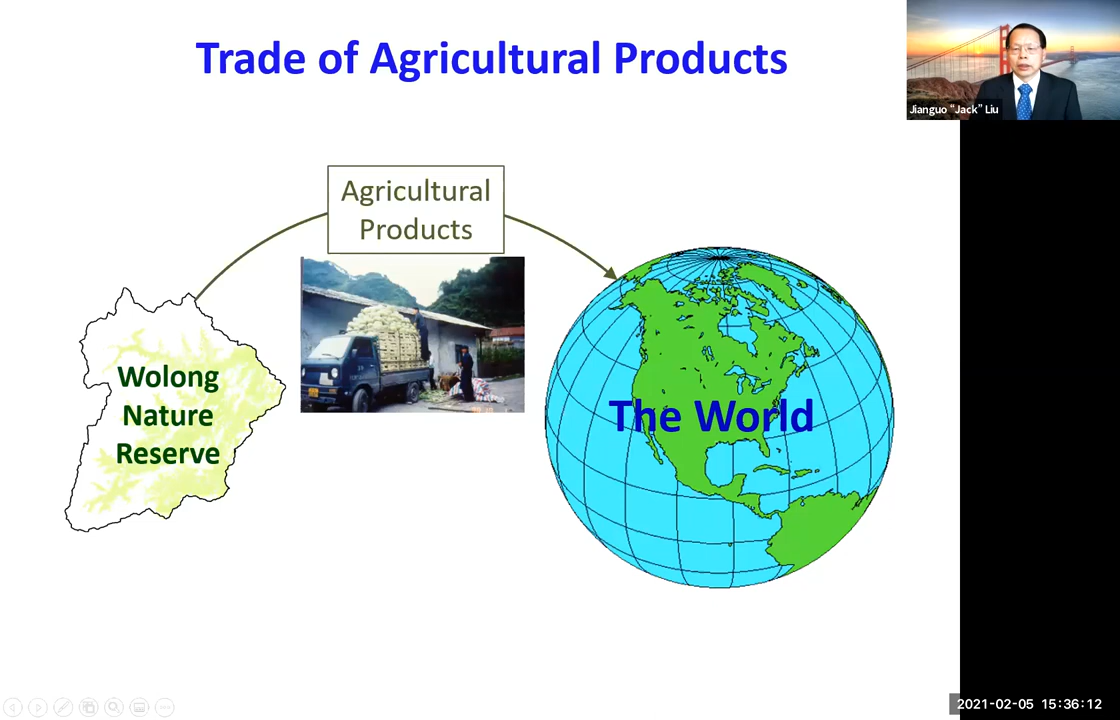 Trade of Agricultural Products
Jianguo "Jack" Liu
Agricultural
Products
Wolong
Nature
Reserve
The World
2021-02-05 15:36:12